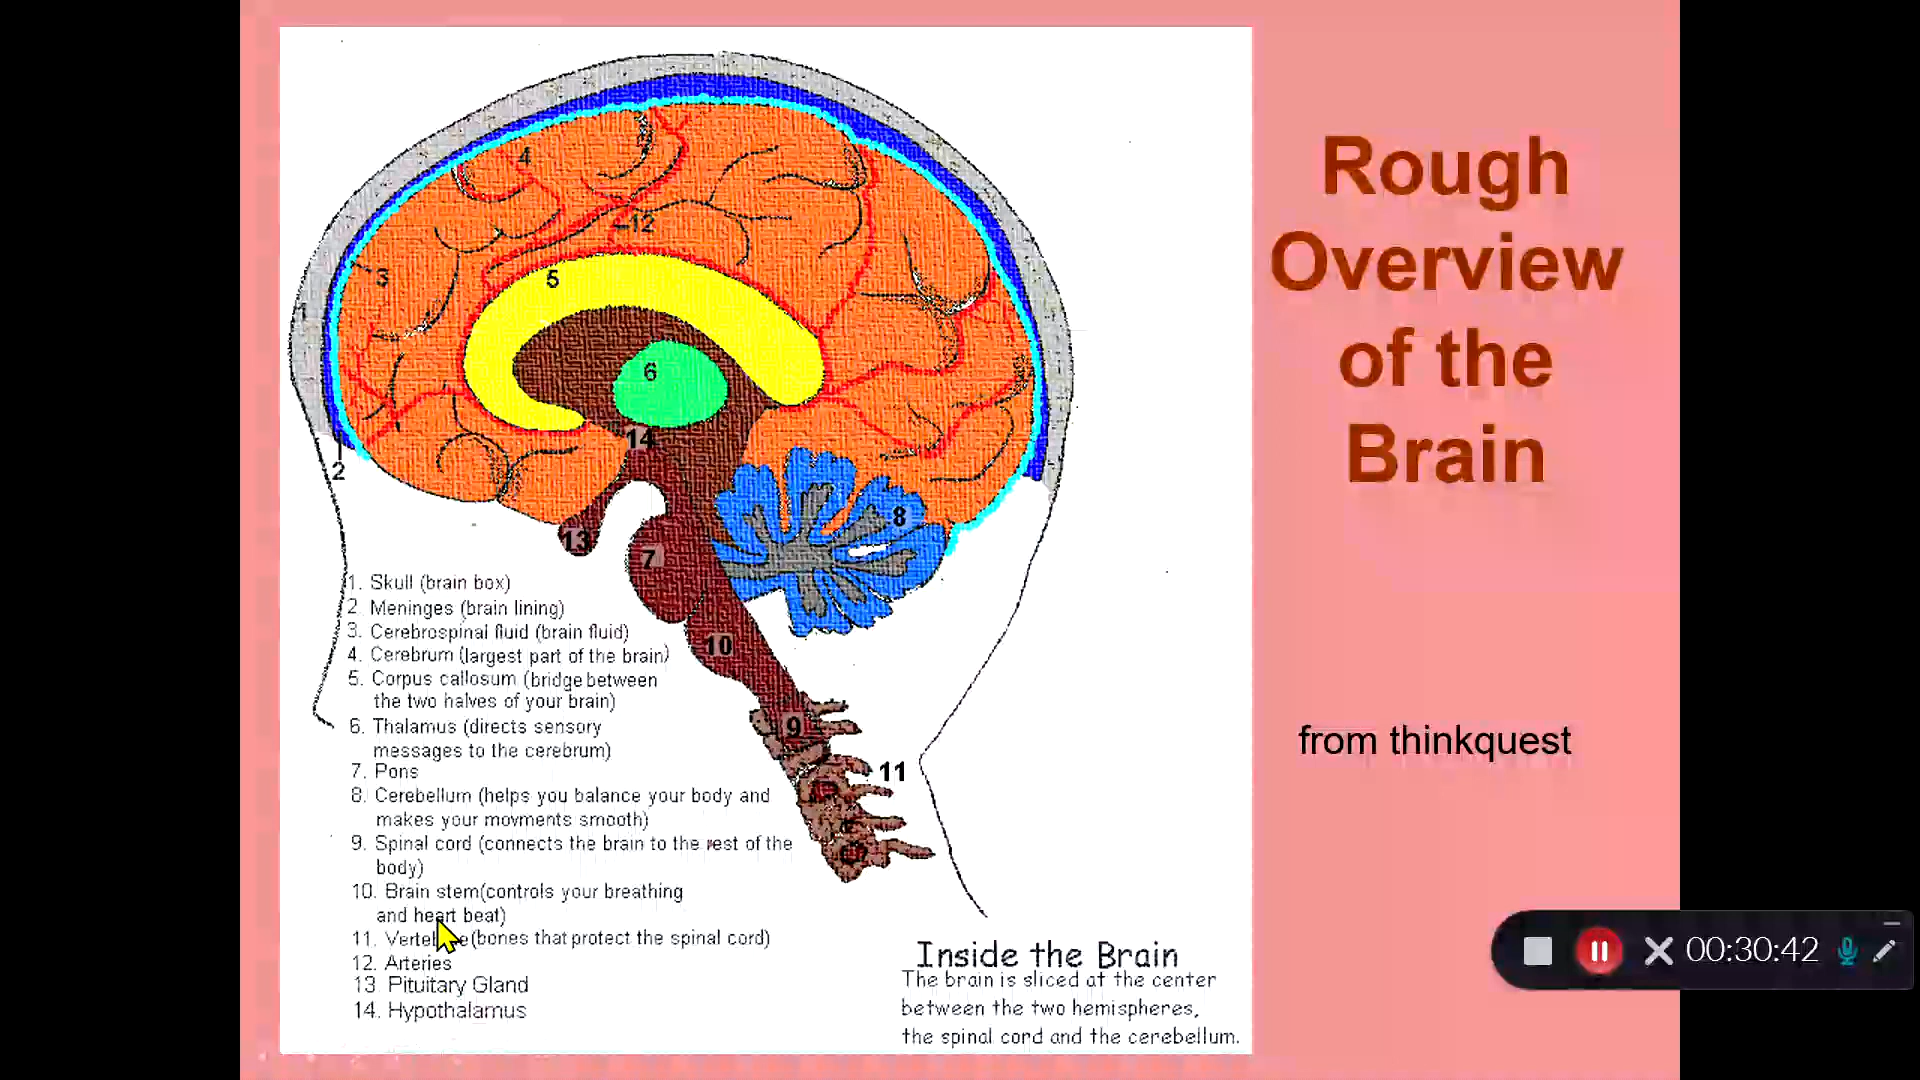 4
12
3
5
6
14
2
13
7
8
10
9
11
1. Skull (brain box)
2 Meninges (brain lining)
3. Cerebrospinal fluid (brain fluid)
4. Cerebrum (largest part of the brain)
5. Corpus callosum (bridge between
the two halves of your brain)
6. Thalamus (directs sensory
messages to the cerebrum)
7. Pons
8. Cerebellum (helps you balance your body and
makes your movments smooth)
9. Spinal cord (connects the brain to the rest of the
body)
10. Brain stem(controls your breathing
and heart beat)
11. (bones that protect the spinal cord)
12. Arteries
13 Pituitary Gland
14. Hypothalamus
Inside the Brain
The brain is sliced at the center
between the two hemispheres,
the spinal cord and the cerebellum.
Rough
Overview
of the
Brain
from thinkquest
00:30:42